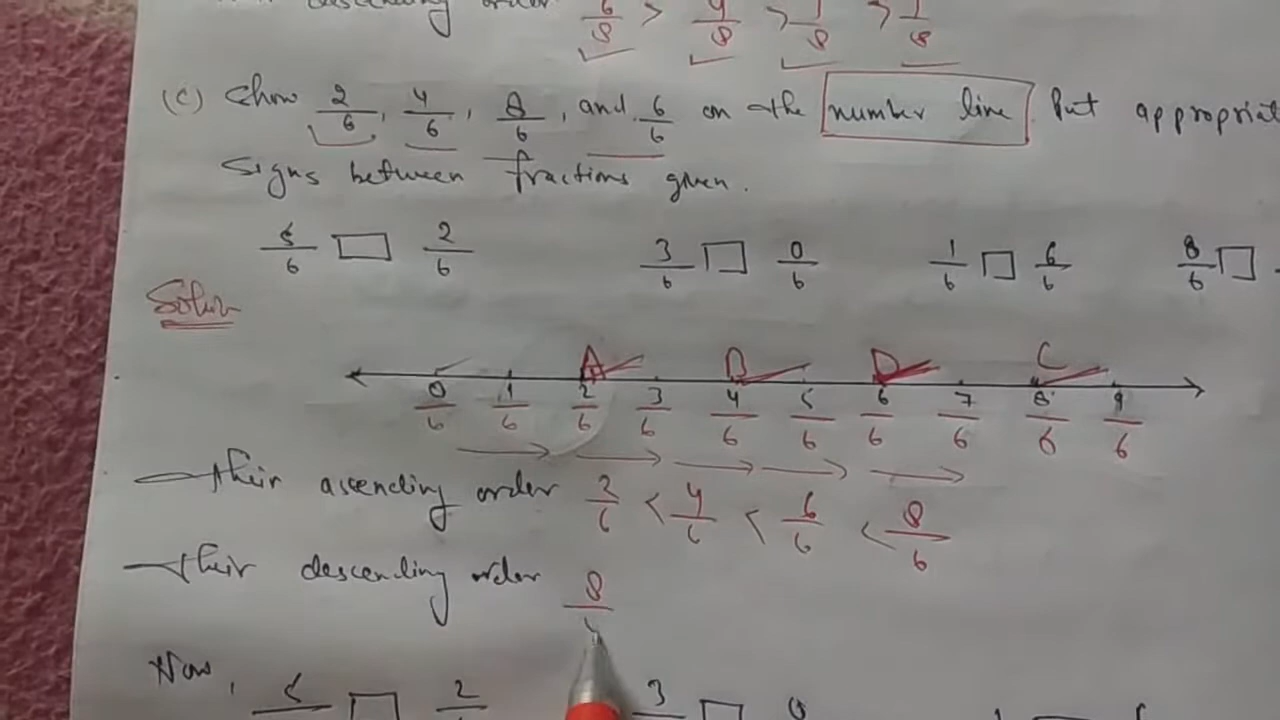 descending order 6/8 > 4/8 > 1/8 > 1/8
(c) Show 2/6, 4/6, 8/6, and 6/6 on the number line. Put appropriat
signs between fractions given.
5/6 □ 2/6 3/6 □ 0/6 1/6 □ 6/6 8/6 □
Solun
A B D C
0/6 1/6 2/6 3/6 4/6 5/6 6/6 7/6 8/6 9/6
Their ascending order 2/6 < 4/6 < 6/6 < 8/6
Their descending order 8/
Now, 5 □ 2 3 □ 0